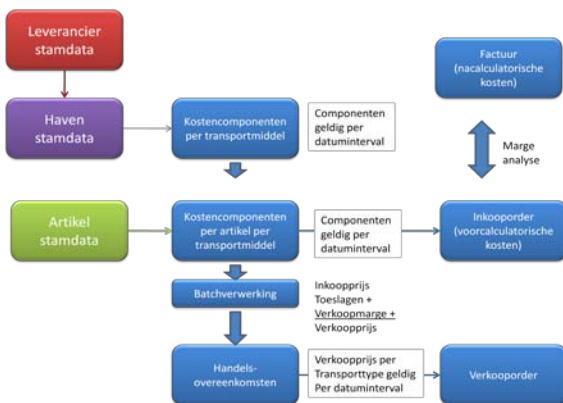 Leverancier
stamdata
Factuur
(nacalculatorische
kosten)
Haven
stamdata
Kostencomponenten
per transportmiddel
Componenten
geldig per
datuminterval
Marge
analyse
Artikel
stamdata
Kostencomponenten
per artikel per
transportmiddel
Componenten
geldig per
datuminterval
Inkooporder
(voorcalculatorische
kosten)
Batchverwerking
Inkoopprijs
Toeslagen +
Verkoopmarge +
Verkoopprijs
Handels-
overeenkomsten
Verkoopprijs per
Transporttype geldig
Per datuminterval
Verkooporder